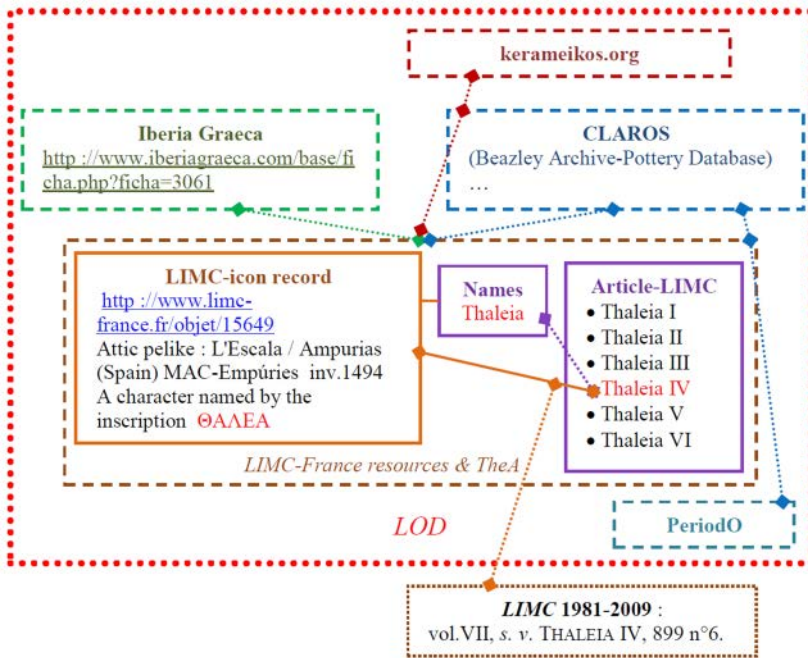 kerameikos.org
Iberia Graeca
http ://www.iberiagraeca.com/base/fi
cha.php?ficha=3061
CLAROS
(Beazley Archive-Pottery Database)
…
LIMC-icon record
http ://www.limc-
france.fr/objet/15649
Attic pelike : L'Escala / Ampurias
(Spain) MAC-Empúries inv.1494
A character named by the
inscription ΘΑΛΕΑ
Names
Thaleia
Article-LIMC
• Thaleia I
• Thaleia II
• Thaleia III
• Thaleia IV
• Thaleia V
• Thaleia VI
LIMC-France resources & TheA
LOD
PeriodO
LIMC 1981-2009 :
vol.VII, s. v. THALEIA IV, 899 n°6.